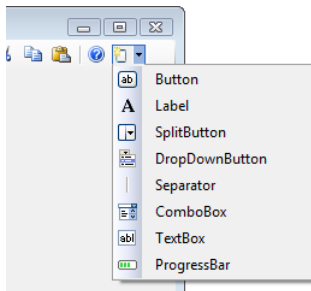 Button
Label
SplitButton
DropDownButton
Separator
ComboBox
TextBox
ProgressBar